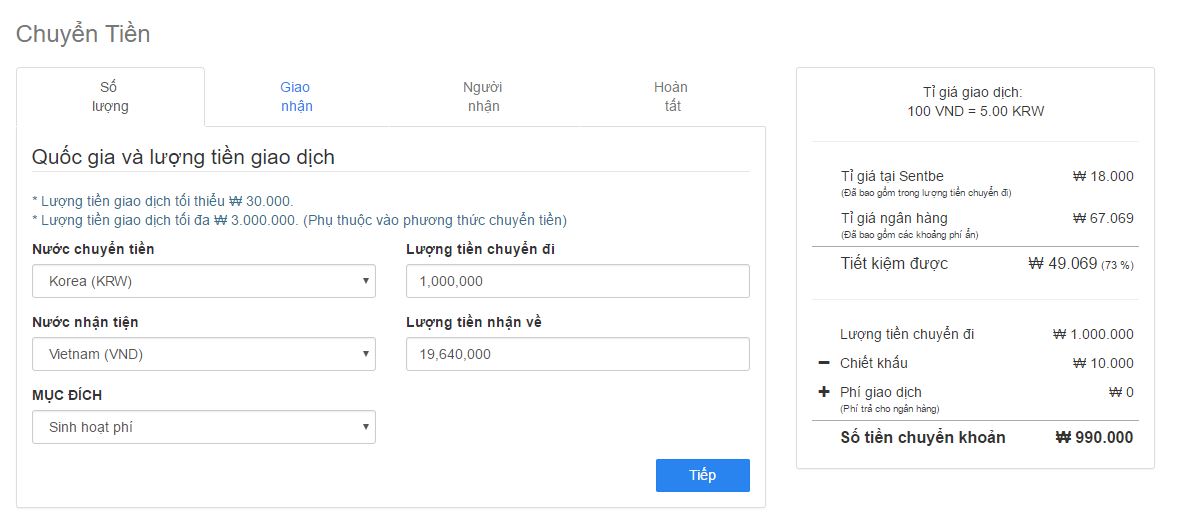 Chuyển Tiền
Số
lượng
Giao
nhận
Người
nhận
Hoàn
tất
Quốc gia và lượng tiền giao dịch
* Lượng tiền giao dịch tối thiểu ₩ 30.000.
* Lượng tiền giao dịch tối đa ₩ 3.000.000. (Phụ thuộc vào phương thức chuyển tiền)
Nước chuyển tiền
Lượng tiền chuyển đi
Korea (KRW)
1,000,000
Nước nhận tiện
Lượng tiền nhận về
Vietnam (VND)
19,640,000
MỤC ĐÍCH
Sinh hoạt phí
Tiếp
Tỉ giá giao dịch:
100 VND = 5.00 KRW
Tỉ giá tại Sentbe ₩ 18.000
(Đã bao gồm trong lượng tiền chuyển đi)
Tỉ giá ngân hàng ₩ 67.069
(Đã bao gồm các khoảng phí ẩn)
Tiết kiệm được ₩ 49.069 (73 %)
Lượng tiền chuyển đi ₩ 1.000.000
− Chiết khấu ₩ 10.000
+ Phí giao dịch ₩ 0
(Phí trả cho ngân hàng)
Số tiền chuyển khoản ₩ 990.000